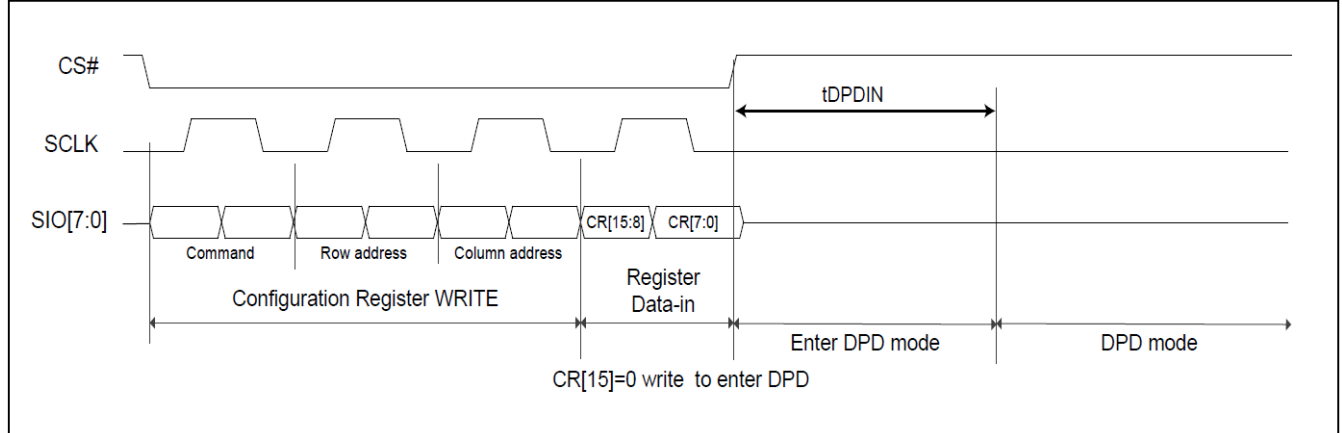 CS#
tDPDIN
SCLK
SIO[7:0]
CR[15:8] CR[7:0]
Command Row address Column address
Configuration Register WRITE
Register
Data-in
Enter DPD mode DPD mode
CR[15]=0 write to enter DPD